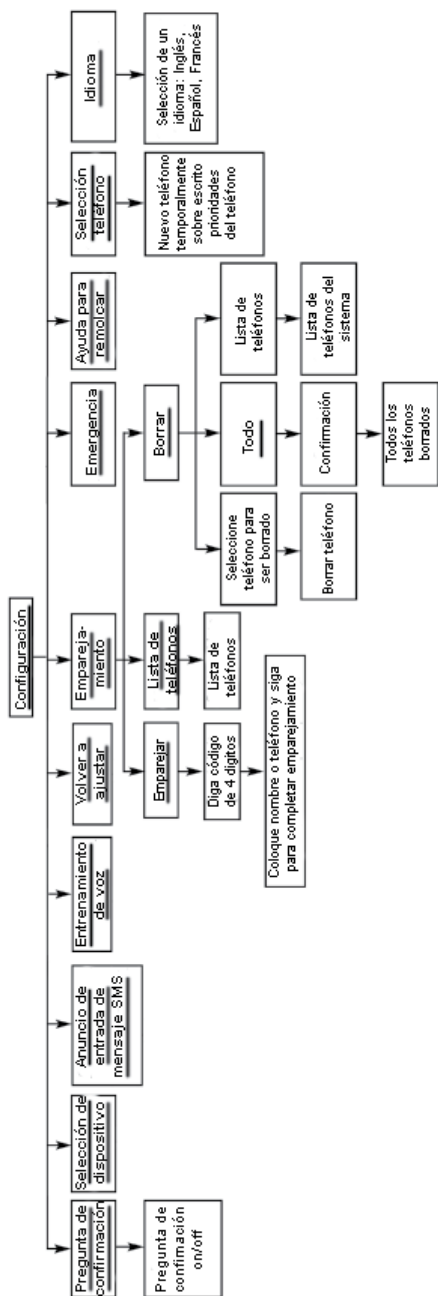 Configuración
Pregunta de
confirmación
Selección de
dispositivo
Anuncio de
entrada de
mensaje SMS
Entrenamiento
de voz
Volver a
ajustar
Empareja-
miento
Emergencia
Ayuda para
remolcar
Selección
teléfono
Idioma
Pregunta de
confirmación
on/off
Emparejar
Lista de
teléfonos
Borrar
Nuevo teléfono
temporalmente
sobre escrito
prioridades
del teléfono
Selección de un
idioma: Inglés,
Español, Francés
Diga código
de 4 digitos
Lista de
teléfonos
Seleccione
teléfono para
ser borrado
Todo
Lista de
teléfonos
Coloque nombre o teléfono y siga
para completar emparejamiento
Borrar teléfono
Confirmación
Lista de
teléfonos del
sistema
Todos los
teléfonos
borrados